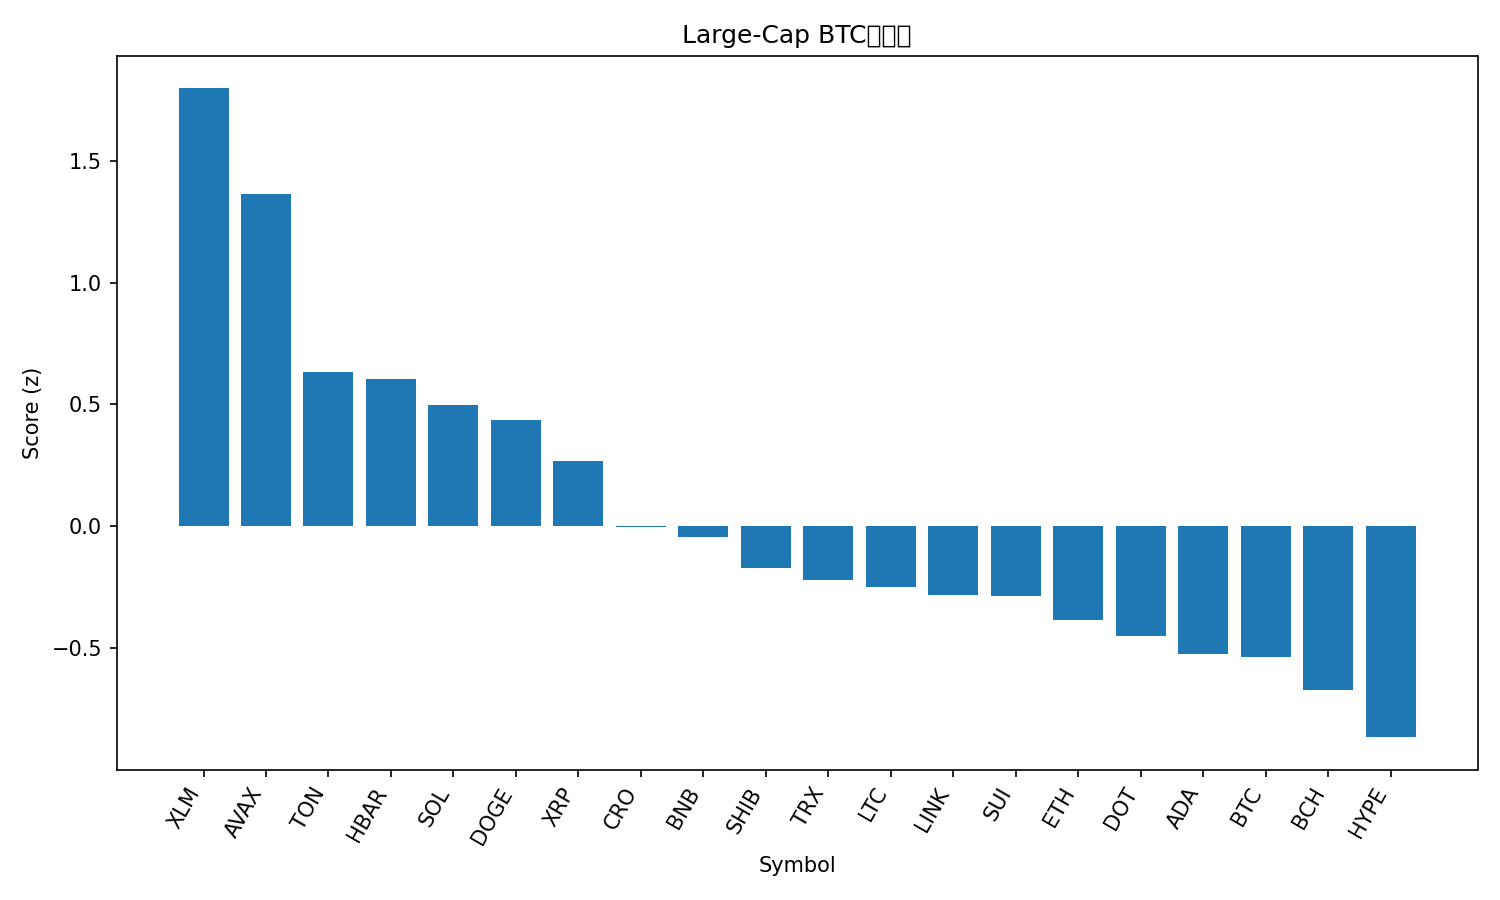 Large-Cap BTC
Score (z)
1.5
1.0
0.5
0.0
−0.5
XLM
AVAX
TON
HBAR
SOL
DOGE
XRP
CRO
BNB
SHIB
TRX
LTC
LINK
SUI
ETH
DOT
ADA
BTC
BCH
HYPE
Symbol